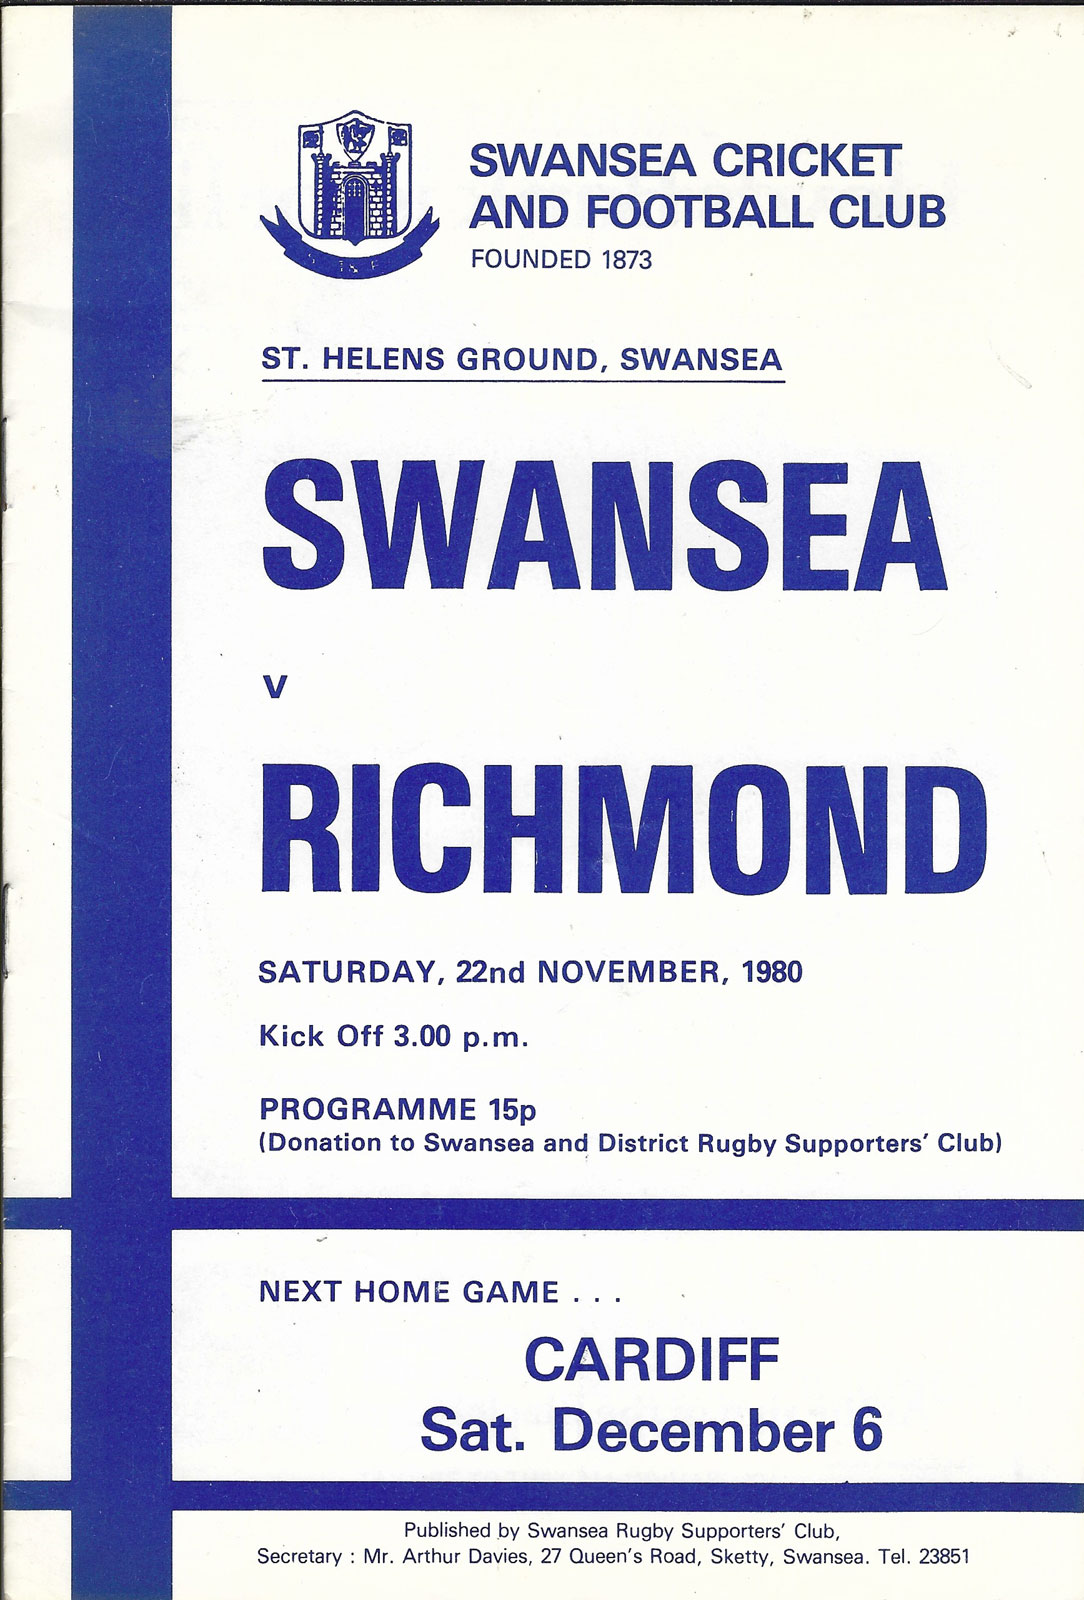 SWANSEA CRICKET
AND FOOTBALL CLUB
FOUNDED 1873
ST. HELENS GROUND, SWANSEA
SWANSEA
v
RICHMOND
SATURDAY, 22nd NOVEMBER, 1980
Kick Off 3.00 p.m.
PROGRAMME 15p
(Donation to Swansea and District Rugby Supporters' Club)
NEXT HOME GAME . . .
CARDIFF
Sat. December 6
Published by Swansea Rugby Supporters' Club,
Secretary : Mr. Arthur Davies, 27 Queen's Road, Sketty, Swansea. Tel. 23851